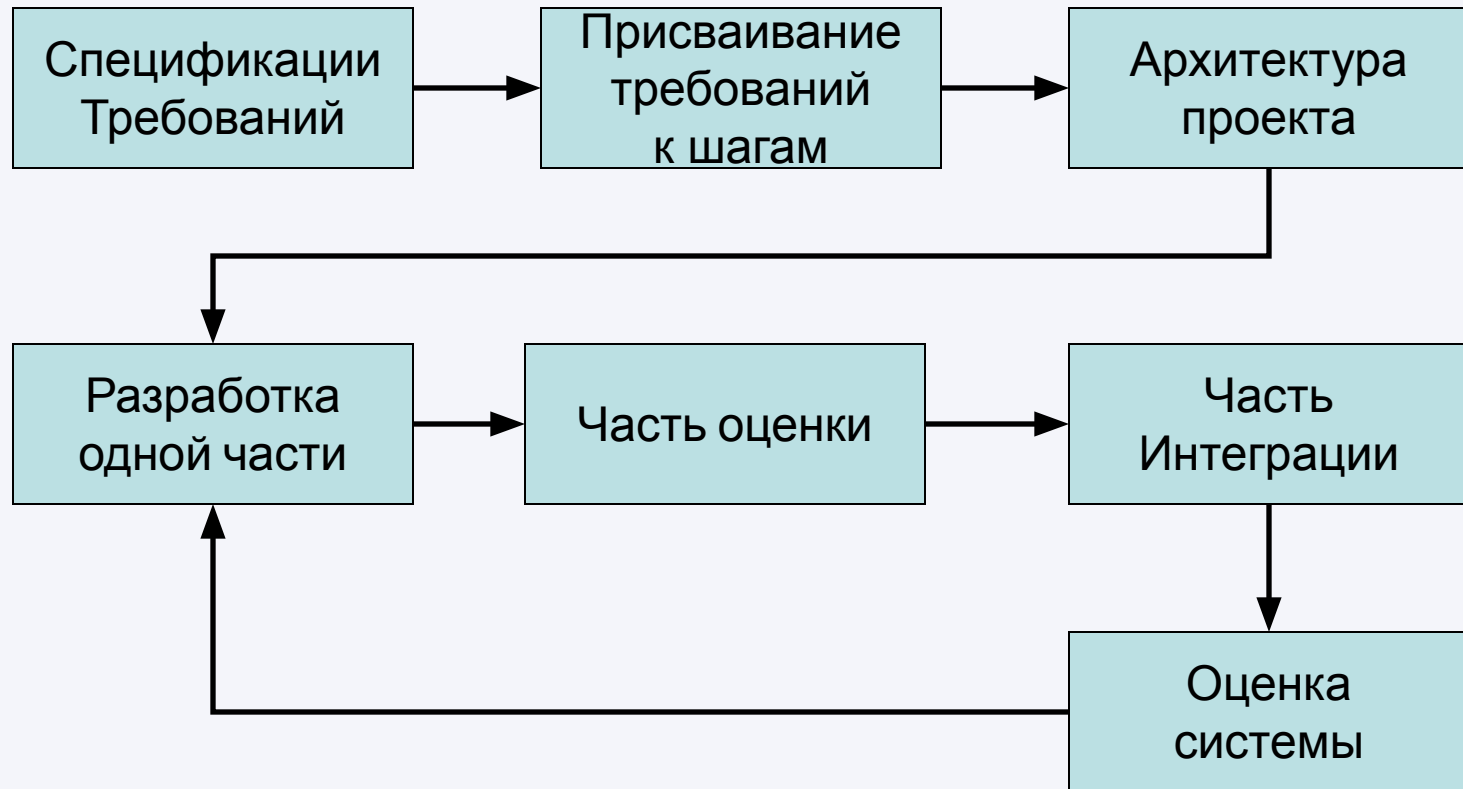 Спецификации
Требований
Присваивание
требований
к шагам
Архитектура
проекта
Разработка
одной части
Часть оценки
Часть
Интеграции
Оценка
системы